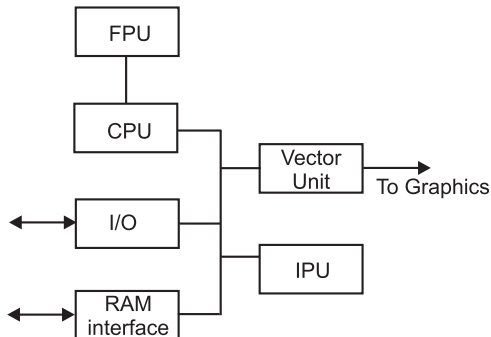 FPU
CPU
Vector
Unit
To Graphics
I/O
IPU
RAM
interface